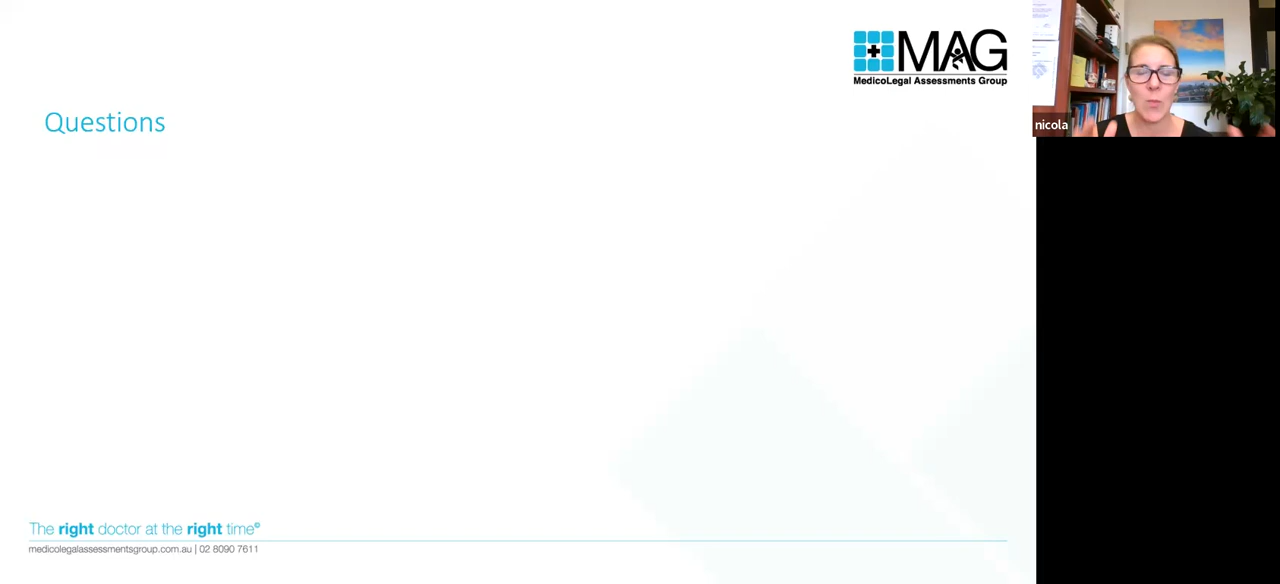 MAG
MedicoLegal Assessments Group
nicola
Questions
The right doctor at the right time©
medicolegalassessmentsgroup.com.au | 02 8090 7611